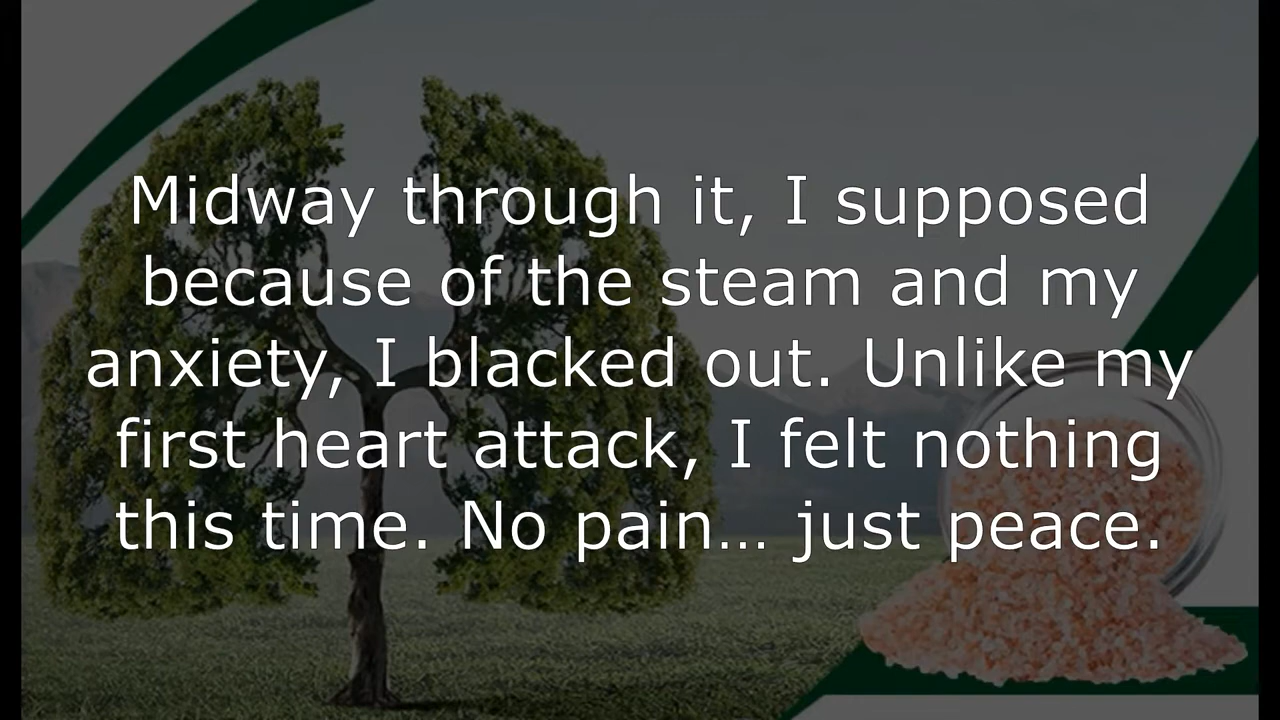 Midway through it, I supposed
because of the steam and my
anxiety, I blacked out. Unlike my
first heart attack, I felt nothing
this time. No pain... just peace.